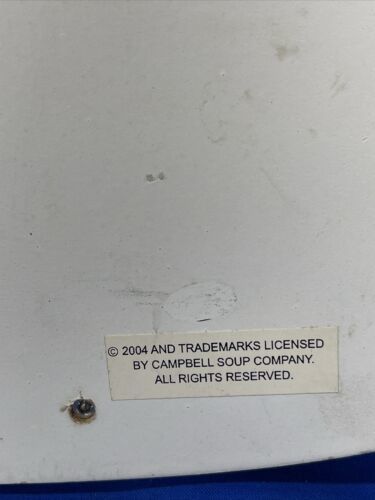 © 2004 AND TRADEMARKS LICENSED
BY CAMPBELL SOUP COMPANY.
ALL RIGHTS RESERVED.